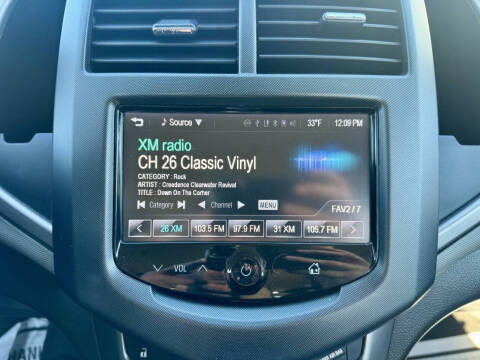 Source ▼ 33°F 12:09 PM
XM radio
CH 26 Classic Vinyl
CATEGORY : Rock
ARTIST : Creedence Clearwater Revival
TITLE : Down On The Corner
Category Channel MENU FAV2 / 7
26 XM 103.5 FM 97.9 FM 31 XM 105.7 FM
VOL